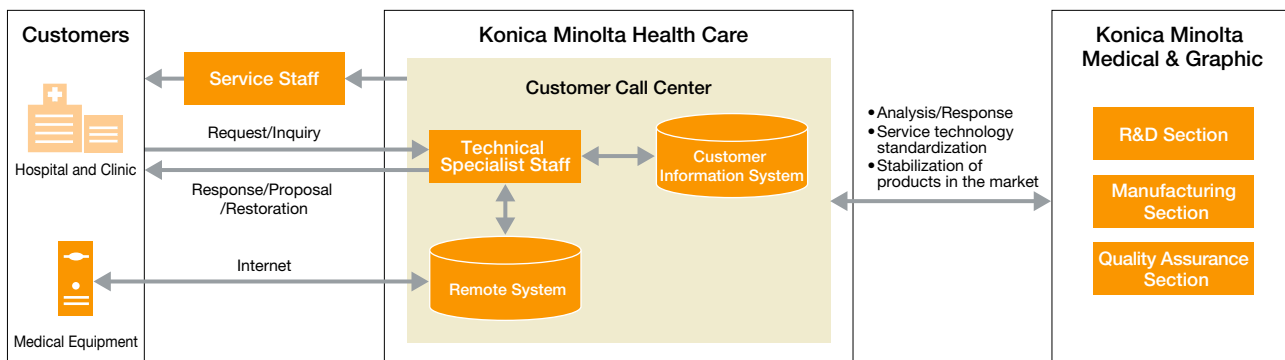 Customers
Hospital and Clinic
Medical Equipment
Service Staff
Request/Inquiry
Response/Proposal
/Restoration
Internet
Konica Minolta Health Care
Customer Call Center
Technical
Specialist Staff
Customer
Information System
Remote System
•Analysis/Response
•Service technology
standardization
•Stabilization of
products in the market
Konica Minolta
Medical & Graphic
R&D Section
Manufacturing
Section
Quality Assurance
Section